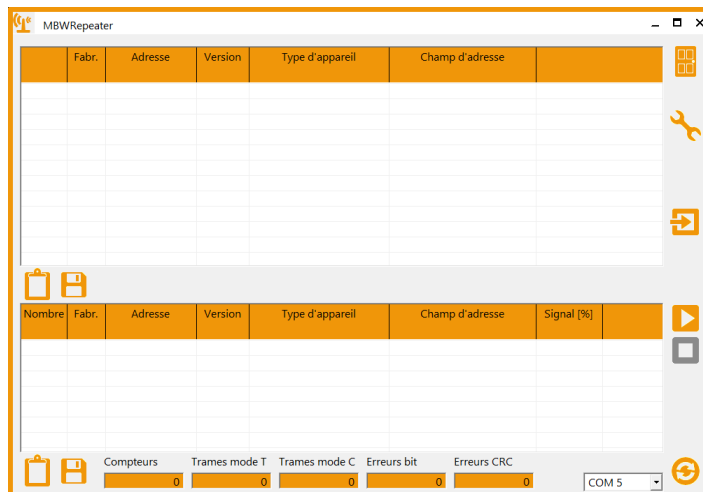 MBWRepeater
Fabr. Adresse Version Type d'appareil Champ d'adresse
Nombre Fabr. Adresse Version Type d'appareil Champ d'adresse Signal [%]
Compteurs Trames mode T Trames mode C Erreurs bit Erreurs CRC
0 0 0 0 0
COM 5